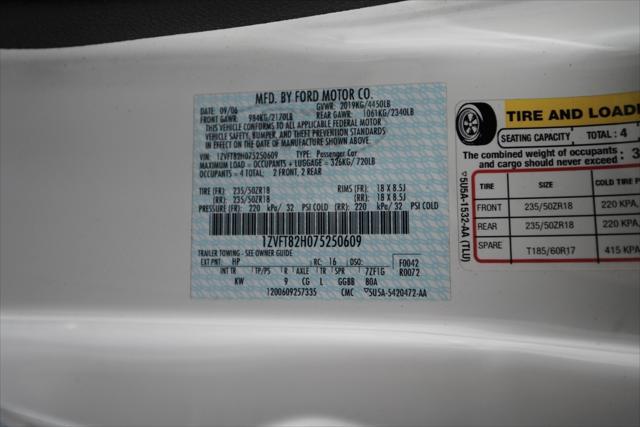 MFD. BY FORD MOTOR CO.
DATE: 09/06 GVWR: 2019KG/4450LB
FRONT GAWR: 984KG/2170LB REAR GAWR: 1061KG/2340LB
THIS VEHICLE CONFORMS TO ALL APPLICABLE FEDERAL MOTOR
VEHICLE SAFETY, BUMPER, AND THEFT PREVENTION STANDARDS
IN EFFECT ON THE DATE OF MANUFACTURE SHOWN ABOVE.
VIN: 1ZVFT82H075250609 TYPE: Passenger Car
MAXIMUM LOAD = OCCUPANTS + LUGGAGE = 326KG/720LB
OCCUPANTS = 4 TOTAL: 2 FRONT, 2 REAR
TIRE (FR): 235/50ZR18 RIMS (FR): 18 X 8.5J
(RR): 235/50ZR18 (RR): 18 X 8.5J
PRESSURE (FR): 220 kPa/ 32 PSI COLD (RR): 220 kPa/ 32 PSI COLD
1ZVFT82H075250609
TRAILER TOWING - SEE OWNER GUIDE
EXT PNT: HP RC: 16 DSO: F0042
INT TR TP/PS R AXLE TR SPR 7ZF1G R0072
KW 9 CG L GGBB B0A
1200609257335 CMC ▽5U5A-5420472-AA
TIRE AND LOADI
SEATING CAPACITY TOTAL : 4
The combined weight of occupants
and cargo should never exceed : 3
TIRE SIZE COLD TIRE P
FRONT 235/50ZR18 220 KPA,
REAR 235/50ZR18 220 KPA,
SPARE T185/60R17 415 KPA
▽5U5A-1532-AA (TLU)